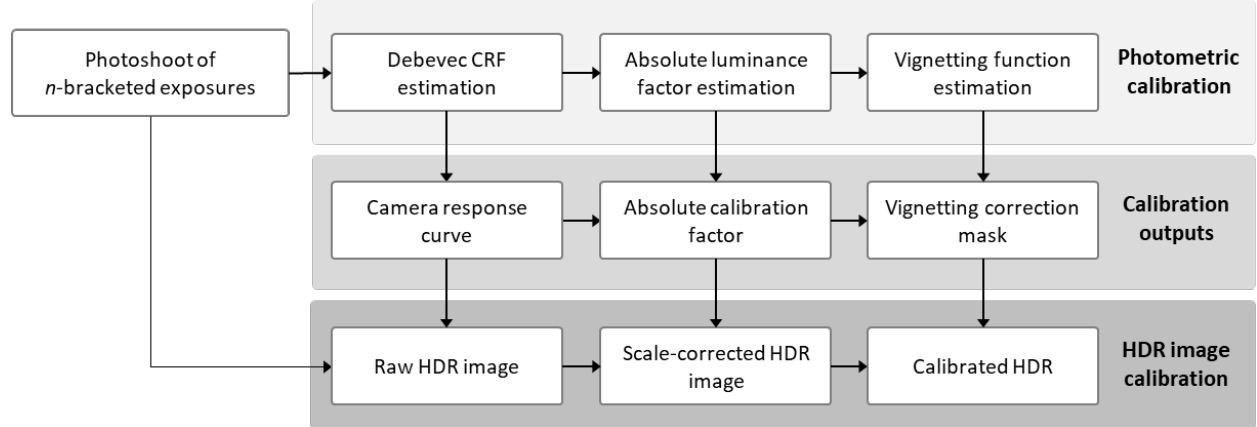 Photoshoot of
n-bracketed exposures
Debevec CRF
estimation
Absolute luminance
factor estimation
Vignetting function
estimation
Photometric
calibration
Camera response
curve
Absolute calibration
factor
Vignetting correction
mask
Calibration
outputs
Raw HDR image
Scale-corrected HDR
image
Calibrated HDR
HDR image
calibration